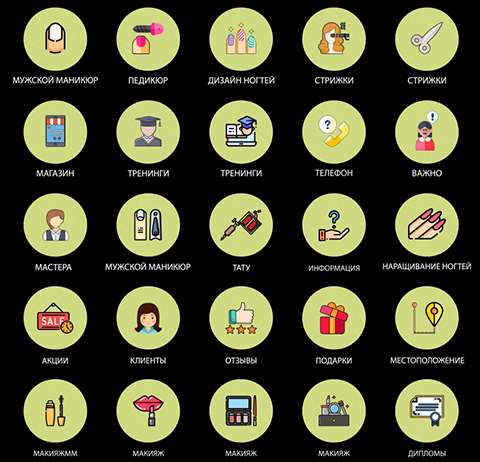 МУЖСКОЙ МАНИКЮР ПЕДИКЮР ДИЗАЙН НОГТЕЙ СТРИЖКИ СТРИЖКИ
МАГАЗИН ТРЕНИНГИ ТРЕНИНГИ ТЕЛЕФОН ВАЖНО
МАСТЕРА МУЖСКОЙ МАНИКЮР ТАТУ ИНФОРМАЦИЯ НАРАЩИВАНИЕ НОГТЕЙ
SALE
АКЦИИ КЛИЕНТЫ ОТЗЫВЫ ПОДАРКИ МЕСТОПОЛОЖЕНИЕ
МАКИЯЖММ МАКИЯЖ МАКИЯЖ МАКИЯЖ ДИПЛОМЫ